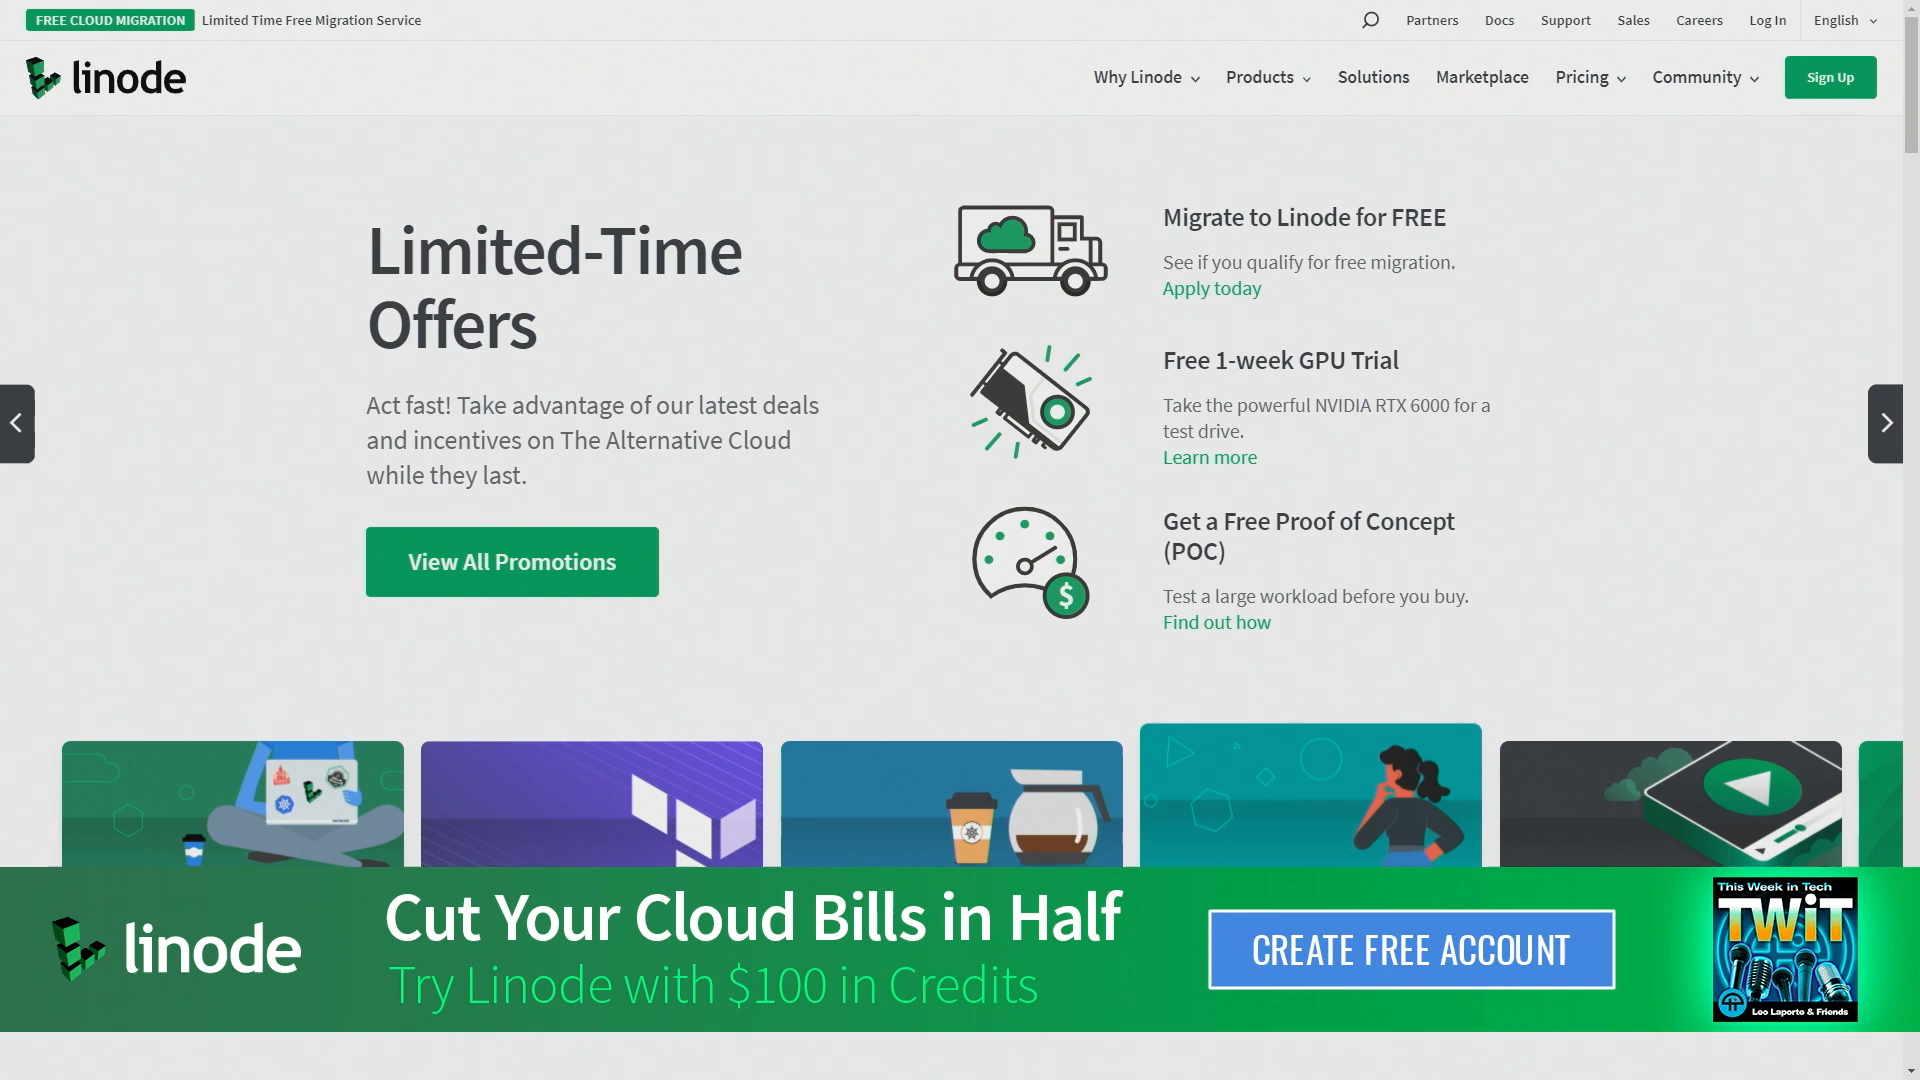 FREE CLOUD MIGRATION Limited Time Free Migration Service
Partners Docs Support Sales Careers Log In English
linode
Why Linode Products Solutions Marketplace Pricing Community Sign Up
Limited-Time
Offers
Act fast! Take advantage of our latest deals
and incentives on The Alternative Cloud
while they last.
View All Promotions
Migrate to Linode for FREE
See if you qualify for free migration.
Apply today
Free 1-week GPU Trial
Take the powerful NVIDIA RTX 6000 for a
test drive.
Learn more
$
Get a Free Proof of Concept
(POC)
Test a large workload before you buy.
Find out how
linode
Cut Your Cloud Bills in Half
Try Linode with $100 in Credits
CREATE FREE ACCOUNT
This Week in Tech
TWiT
Leo Laporte & Friends